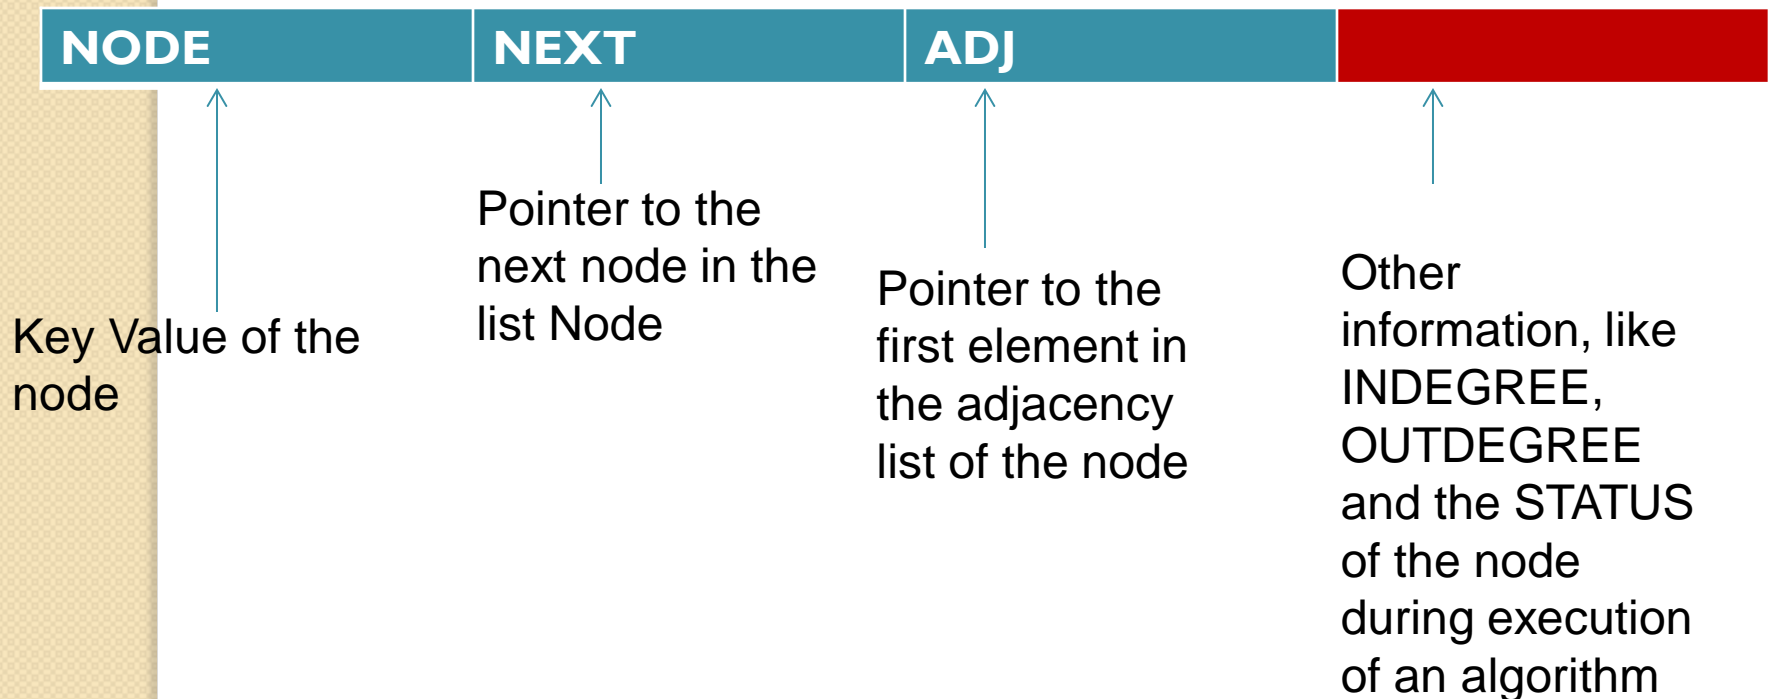 NODE NEXT ADJ
Key Value of the
node
Pointer to the
next node in the
list Node
Pointer to the
first element in
the adjacency
list of the node
Other
information, like
INDEGREE,
OUTDEGREE
and the STATUS
of the node
during execution
of an algorithm